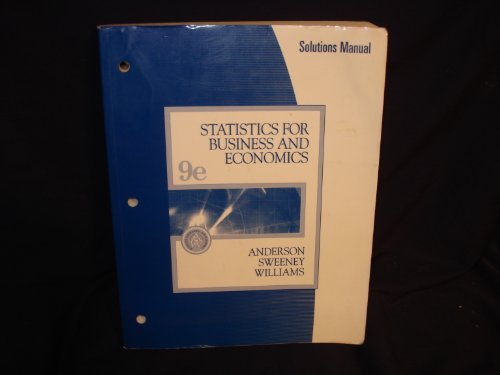 Solutions Manual
STATISTICS FOR
BUSINESS AND
ECONOMICS
9e
ANDERSON
SWEENEY
WILLIAMS